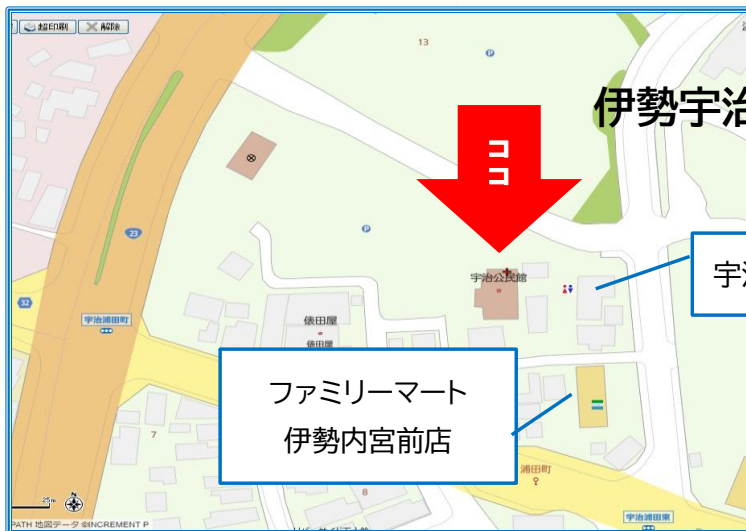 超印刷 解除
13
伊勢宇治
ココ
23
宇治公民館
宇治
32
宇治浦田町
俵田屋
俵田屋
ファミリーマート
伊勢内宮前店
7
浦田町
8
25m
N
PATH 地図データ ©INCREMENT P
宇治浦田東